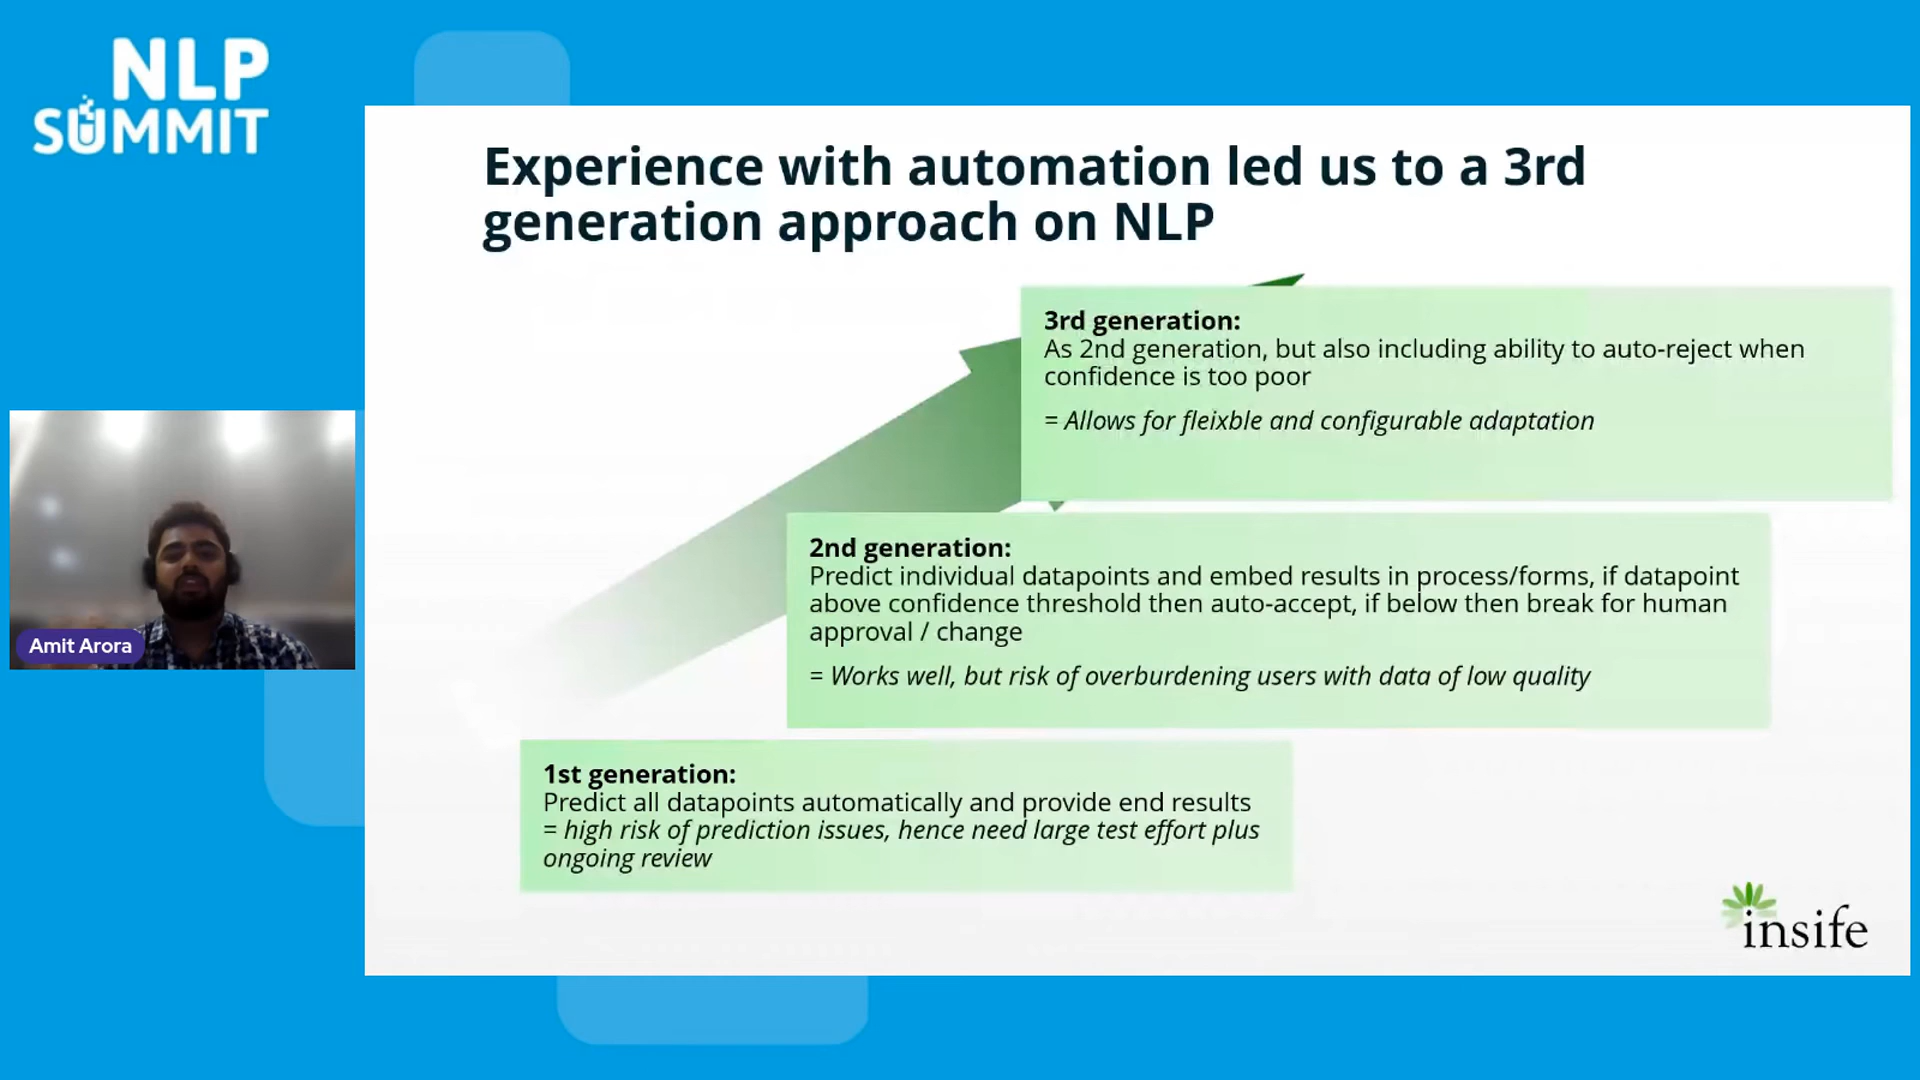 NLP
SUMMIT
Experience with automation led us to a 3rd
generation approach on NLP
3rd generation:
As 2nd generation, but also including ability to auto-reject when
confidence is too poor
= Allows for fleixble and configurable adaptation
2nd generation:
Predict individual datapoints and embed results in process/forms, if datapoint
above confidence threshold then auto-accept, if below then break for human
approval / change
= Works well, but risk of overburdening users with data of low quality
1st generation:
Predict all datapoints automatically and provide end results
= high risk of prediction issues, hence need large test effort plus
ongoing review
Amit Arora
insife